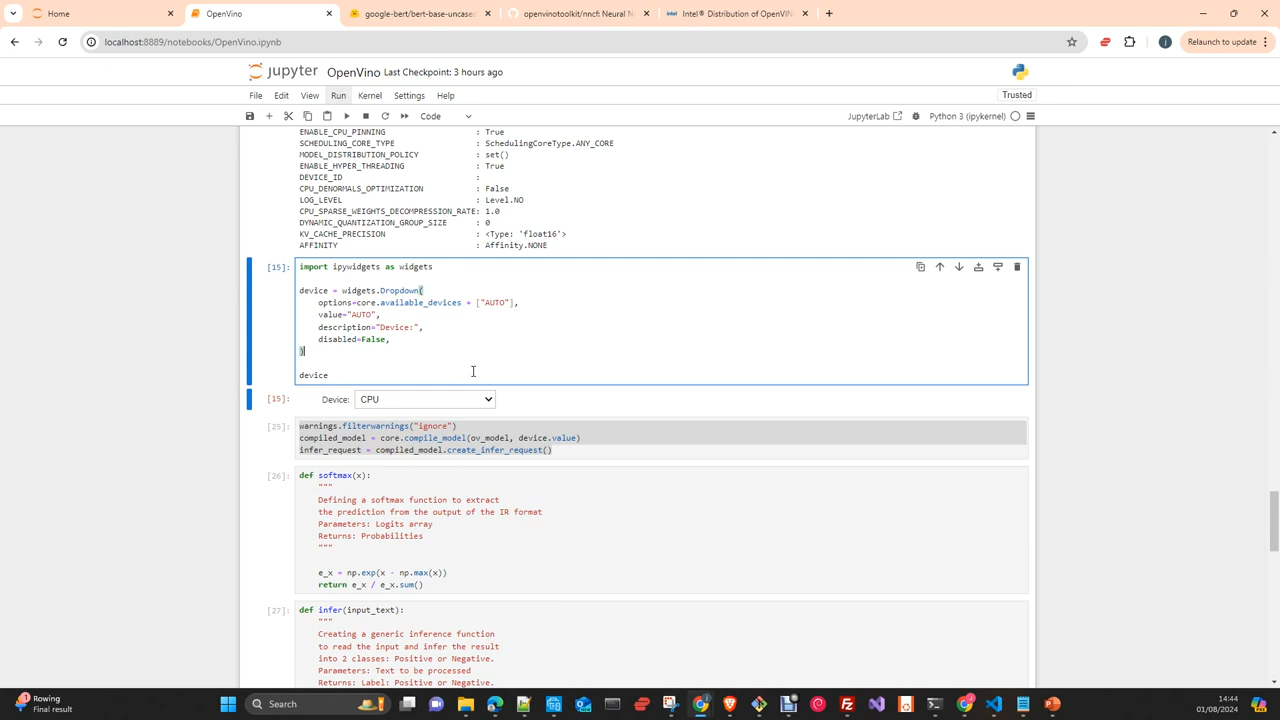 Home
OpenVino
google-bert/bert-base-uncase
openvinotoolkit/nncf: Neural N
Intel® Distribution of OpenVIN
localhost:8889/notebooks/OpenVino.ipynb
Relaunch to update
jupyter OpenVino Last Checkpoint: 3 hours ago
File Edit View Run Kernel Settings Help
Trusted
Code
JupyterLab
Python 3 (ipykernel)
ENABLE_CPU_PINNING : True
SCHEDULING_CORE_TYPE : SchedulingCoreType.ANY_CORE
MODEL_DISTRIBUTION_POLICY : set()
ENABLE_HYPER_THREADING : True
DEVICE_ID :
CPU_DENORMALS_OPTIMIZATION : False
LOG_LEVEL : Level.NO
CPU_SPARSE_WEIGHTS_DECOMPRESSION_RATE: 1.0
DYNAMIC_QUANTIZATION_GROUP_SIZE : 0
KV_CACHE_PRECISION : <Type: 'float16'>
AFFINITY : Affinity.NONE
[15]: import ipywidgets as widgets
device = widgets.Dropdown(
options=core.available_devices + ["AUTO"],
value="AUTO",
description="Device:",
disabled=False,
)
device
[15]: Device: CPU
[25]: warnings.filterwarnings("ignore")
compiled_model = core.compile_model(ov_model, device.value)
infer_request = compiled_model.create_infer_request()
[26]: def softmax(x):
"""
Defining a softmax function to extract
the prediction from the output of the IR format
Parameters: Logits array
Returns: Probabilities
"""
e_x = np.exp(x - np.max(x))
return e_x / e_x.sum()
[27]: def infer(input_text):
"""
Creating a generic inference function
to read the input and infer the result
into 2 classes: Positive or Negative.
Parameters: Text to be processed
Returns: Label: Positive or Negative.
Rowing
Final result
Search
14:44
01/08/2024